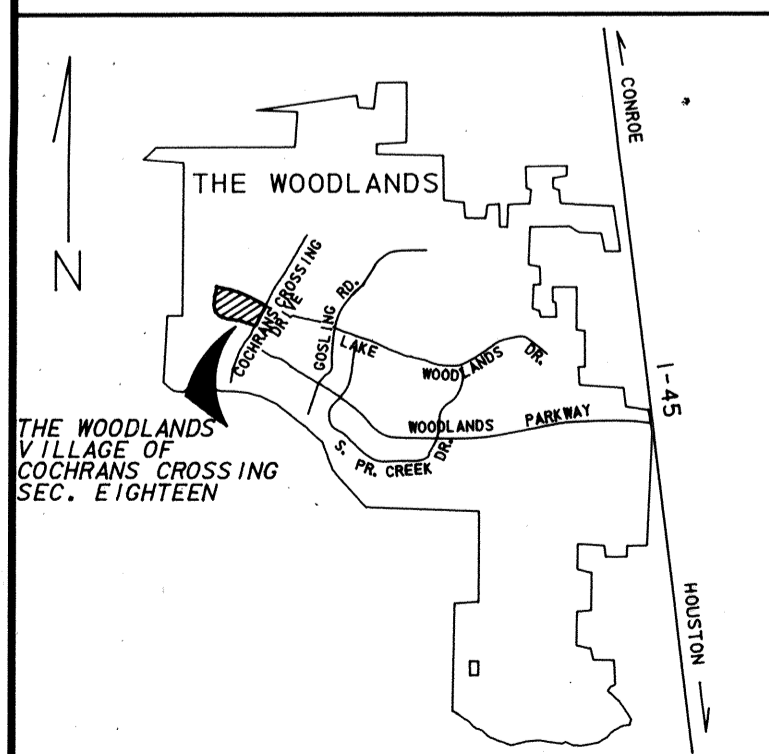 CONROE
THE WOODLANDS
N
COCHRANS CROSSING
DRIVE
GOSLING RD.
LAKE WOODLANDS DR.
I-45
WOODLANDS PARKWAY
S. PR. CREEK DR.
THE WOODLANDS
VILLAGE OF
COCHRANS CROSSING
SEC. EIGHTEEN
HOUSTON